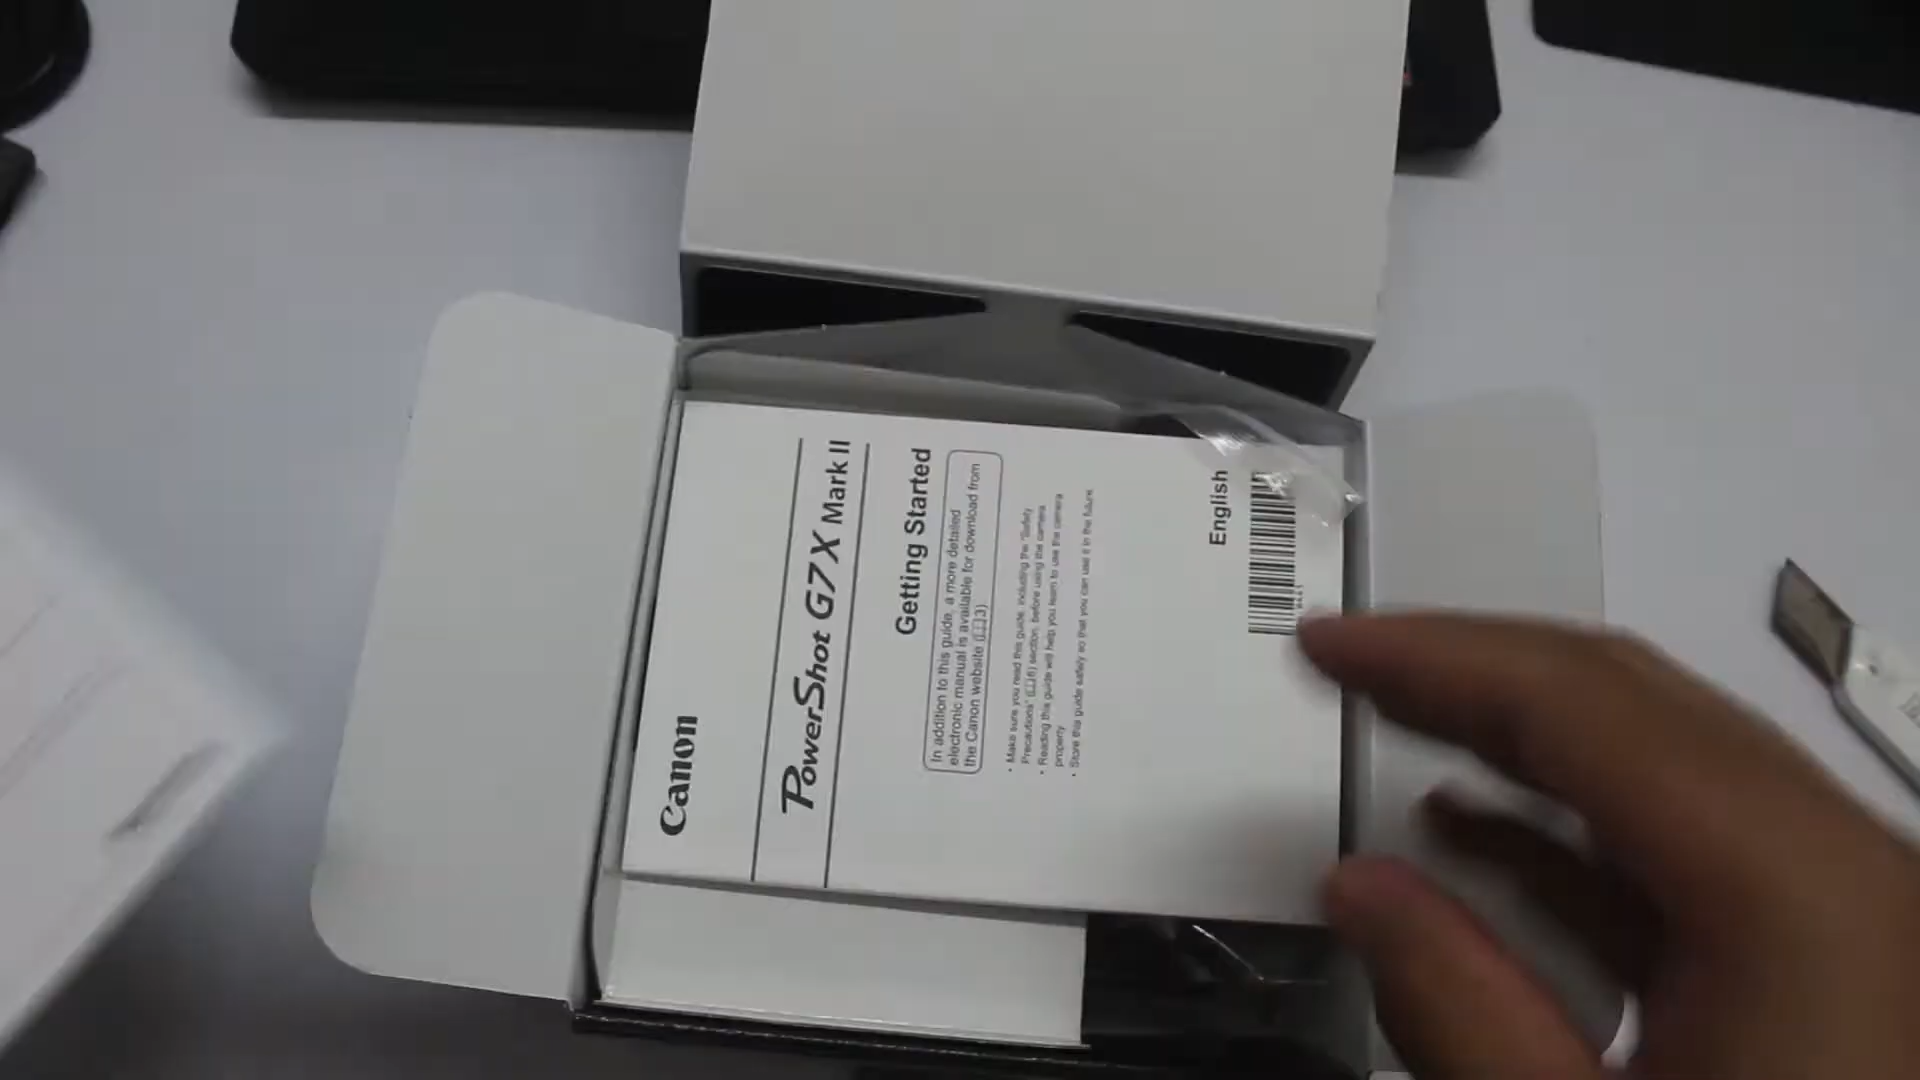 Canon
PowerShot G7X Mark II
Getting Started
In addition to this guide, a more detailed
electronic manual is available for download from
the Canon website (3)
• Make sure you read this guide, including the "Safety
Precautions" (6) section, before using the camera.
• Reading this guide will help you learn to use the camera
properly.
• Store this guide safely so that you can use it in the future.
English